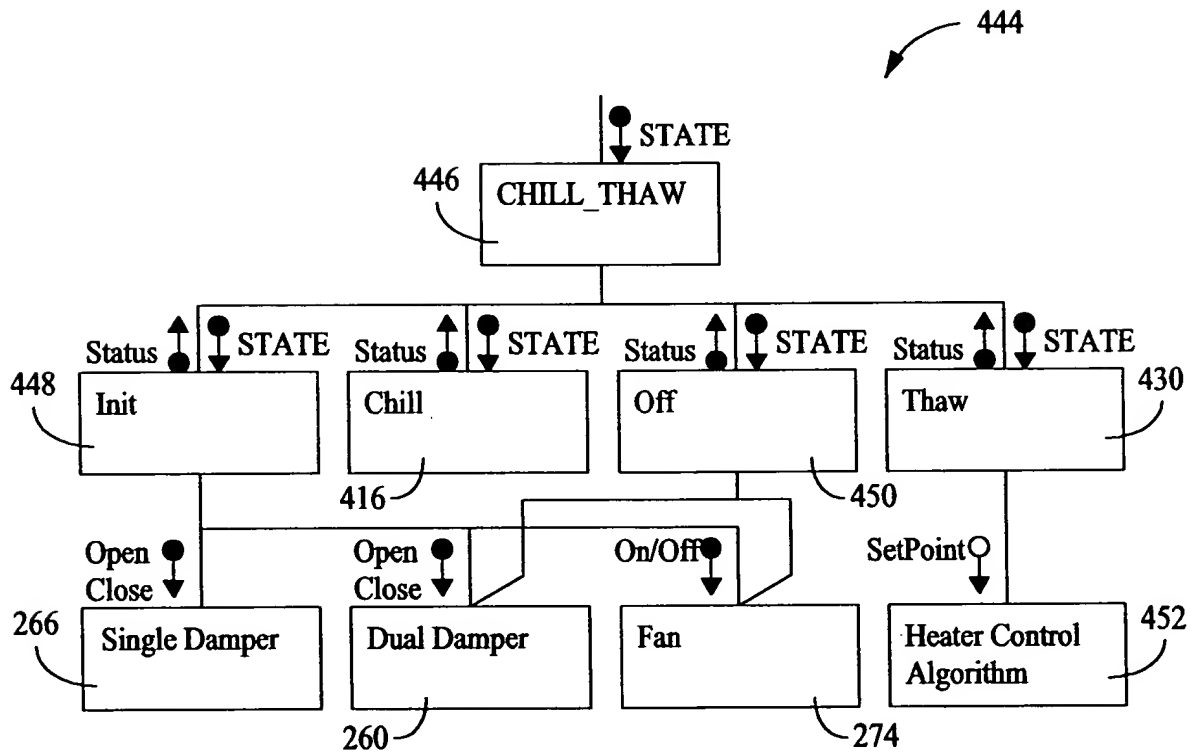 444
STATE
446
CHILL_THAW
Status
STATE
Status
STATE
Status
STATE
Status
STATE
448
Init
Chill
Off
Thaw
430
416
450
Open
Close
Open
Close
On/Off
SetPoint
266
Single Damper
Dual Damper
Fan
Heater Control
Algorithm
452
260
274